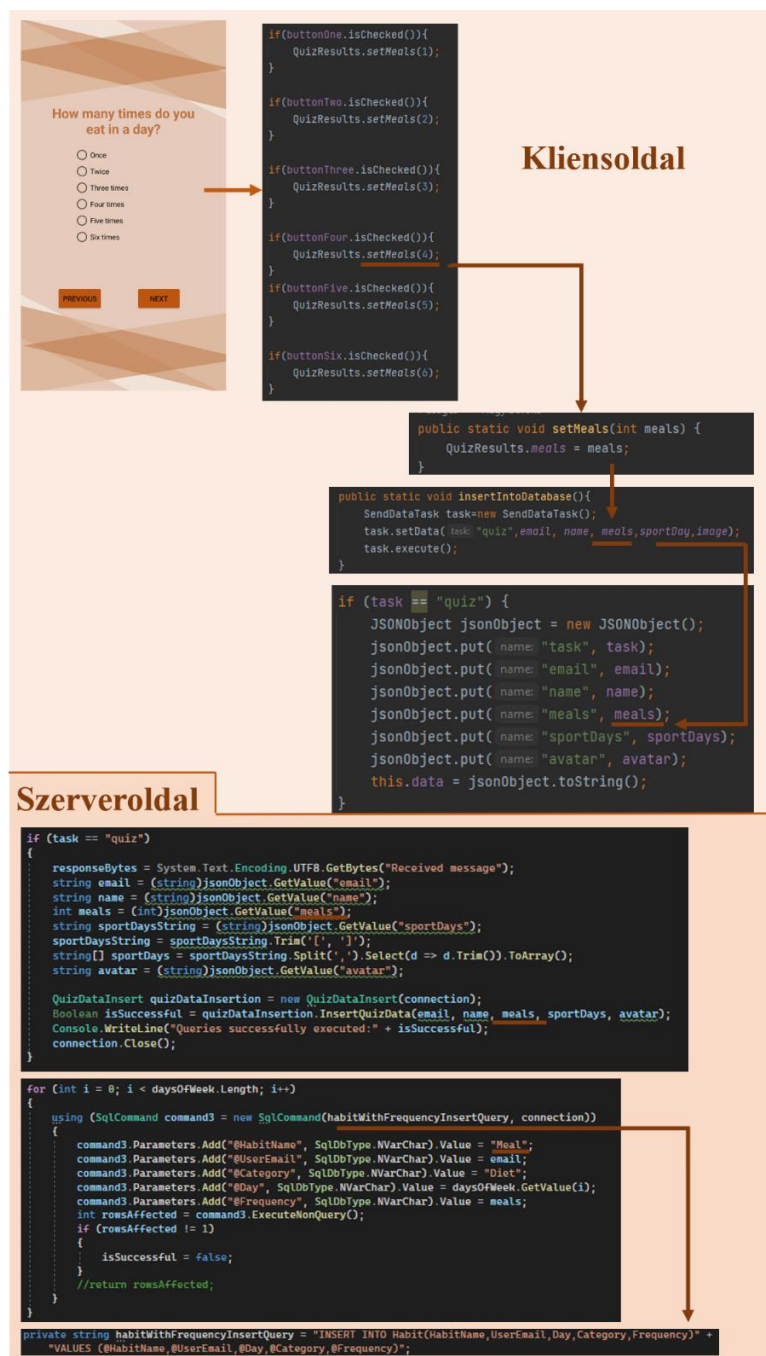 How many times do you
eat in a day?
Once
Twice
Three times
Four times
Five times
Six times
PREVIOUS
NEXT
if(buttonOne.isChecked()){
QuizResults.setMeals(1);
}
if(buttonTwo.isChecked()){
QuizResults.setMeals(2);
}
if(buttonThree.isChecked()){
QuizResults.setMeals(3);
}
if(buttonFour.isChecked()){
QuizResults.setMeals(4);
}
if(buttonFive.isChecked()){
QuizResults.setMeals(5);
}
if(buttonSix.isChecked()){
QuizResults.setMeals(6);
}
Kliensoldal
public static void setMeals(int meals) {
QuizResults.meals = meals;
}
public static void insertIntoDatabase(){
SendDataTask task=new SendDataTask();
task.setData( task: "quiz",email, name, meals,sportDay,image);
task.execute();
}
if (task == "quiz") {
JSONObject jsonObject = new JSONObject();
jsonObject.put( name: "task", task);
jsonObject.put( name: "email", email);
jsonObject.put( name: "name", name);
jsonObject.put( name: "meals", meals);
jsonObject.put( name: "sportDays", sportDays);
jsonObject.put( name: "avatar", avatar);
this.data = jsonObject.toString();
}
Szerveroldal
if (task == "quiz")
{
responseBytes = System.Text.Encoding.UTF8.GetBytes("Received message");
string email = (string)jsonObject.GetValue("email");
string name = (string)jsonObject.GetValue("name");
int meals = (int)jsonObject.GetValue("meals");
string sportDaysString = (string)jsonObject.GetValue("sportDays");
sportDaysString = sportDaysString.Trim('[', ']');
string[] sportDays = sportDaysString.Split(',').Select(d => d.Trim()).ToArray();
string avatar = (string)jsonObject.GetValue("avatar");
QuizDataInsert quizDataInsertion = new QuizDataInsert(connection);
Boolean isSuccessful = quizDataInsertion.InsertQuizData(email, name, meals, sportDays, avatar);
Console.WriteLine("Queries successfully executed:" + isSuccessful);
connection.Close();
}
for (int i = 0; i < daysOfWeek.Length; i++)
{
using (SqlCommand command3 = new SqlCommand(habitWithFrequencyInsertQuery, connection))
{
command3.Parameters.Add("@HabitName", SqlDbType.NVarChar).Value = "Meal";
command3.Parameters.Add("@UserEmail", SqlDbType.NVarChar).Value = email;
command3.Parameters.Add("@Category", SqlDbType.NVarChar).Value = "Diet";
command3.Parameters.Add("@Day", SqlDbType.NVarChar).Value = daysOfWeek.GetValue(i);
command3.Parameters.Add("@Frequency", SqlDbType.NVarChar).Value = meals;
int rowsAffected = command3.ExecuteNonQuery();
if (rowsAffected != 1)
{
isSuccessful = false;
}
//return rowsAffected;
}
}
private string habitWithFrequencyInsertQuery = "INSERT INTO Habit(HabitName,UserEmail,Day,Category,Frequency)" +
"VALUES (@HabitName,@UserEmail,@Day,@Category,@Frequency)";